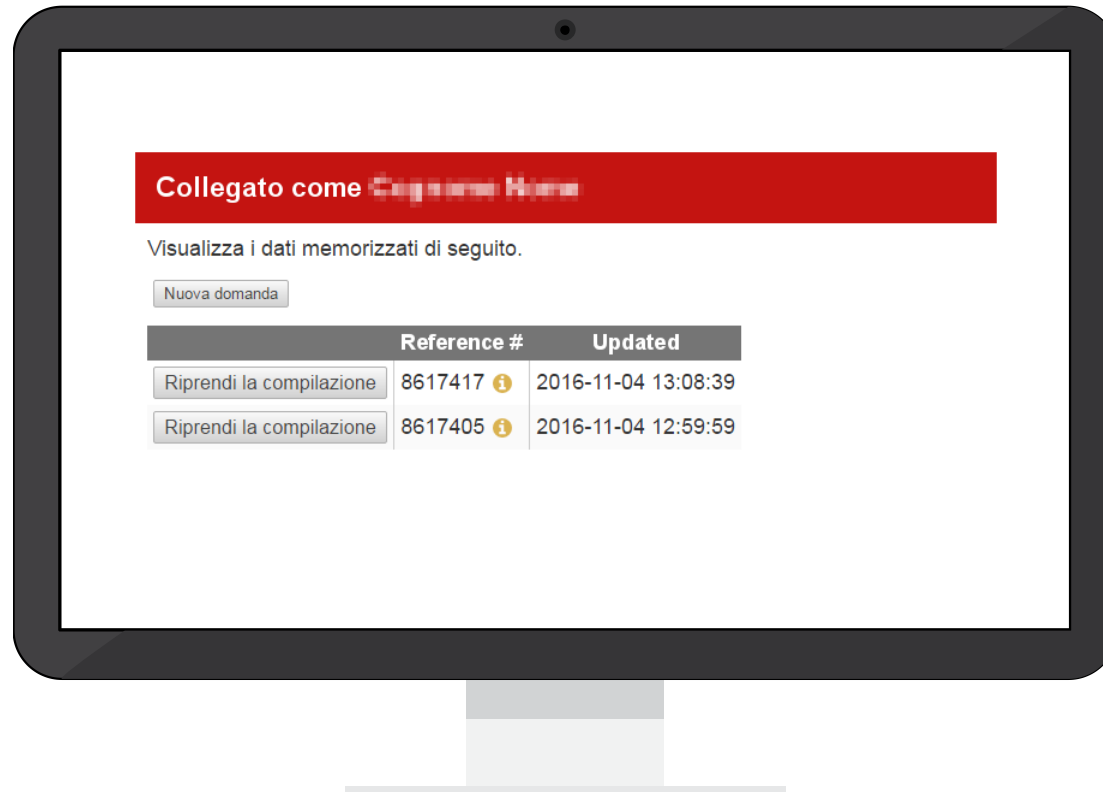 Collegato come
Visualizza i dati memorizzati di seguito.
Nuova domanda
Reference # Updated
Riprendi la compilazione 8617417 2016-11-04 13:08:39
Riprendi la compilazione 8617405 2016-11-04 12:59:59